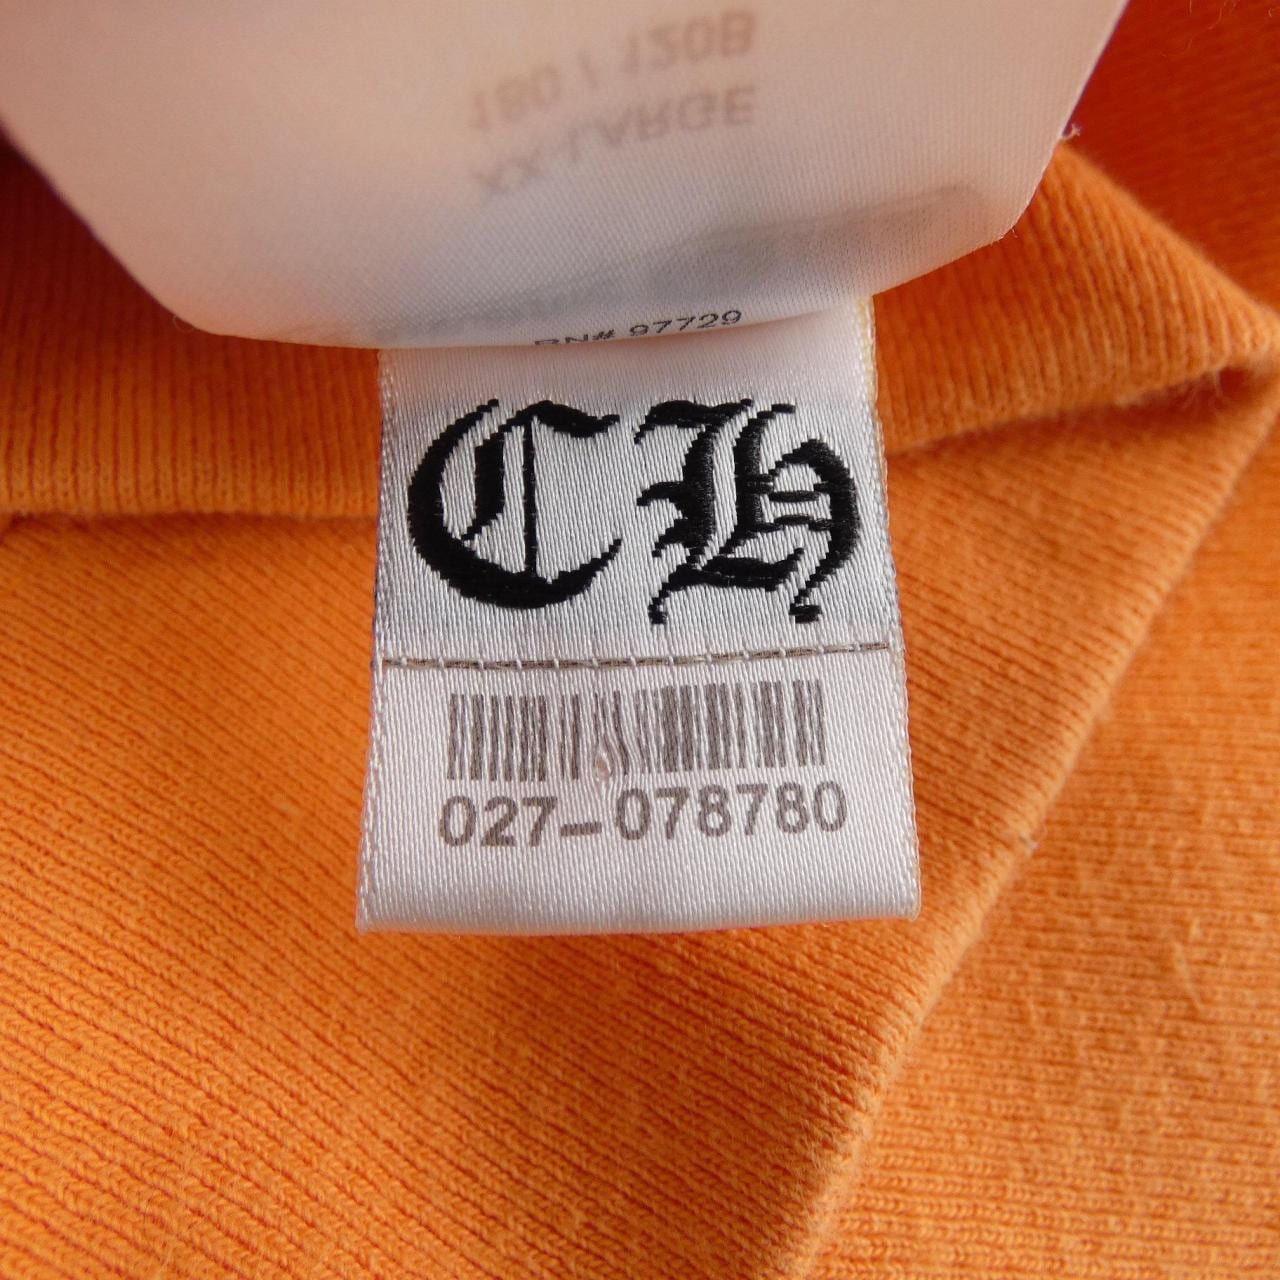 180 / 120B
XX-LARGE
RN# 97729
CH
027-078780